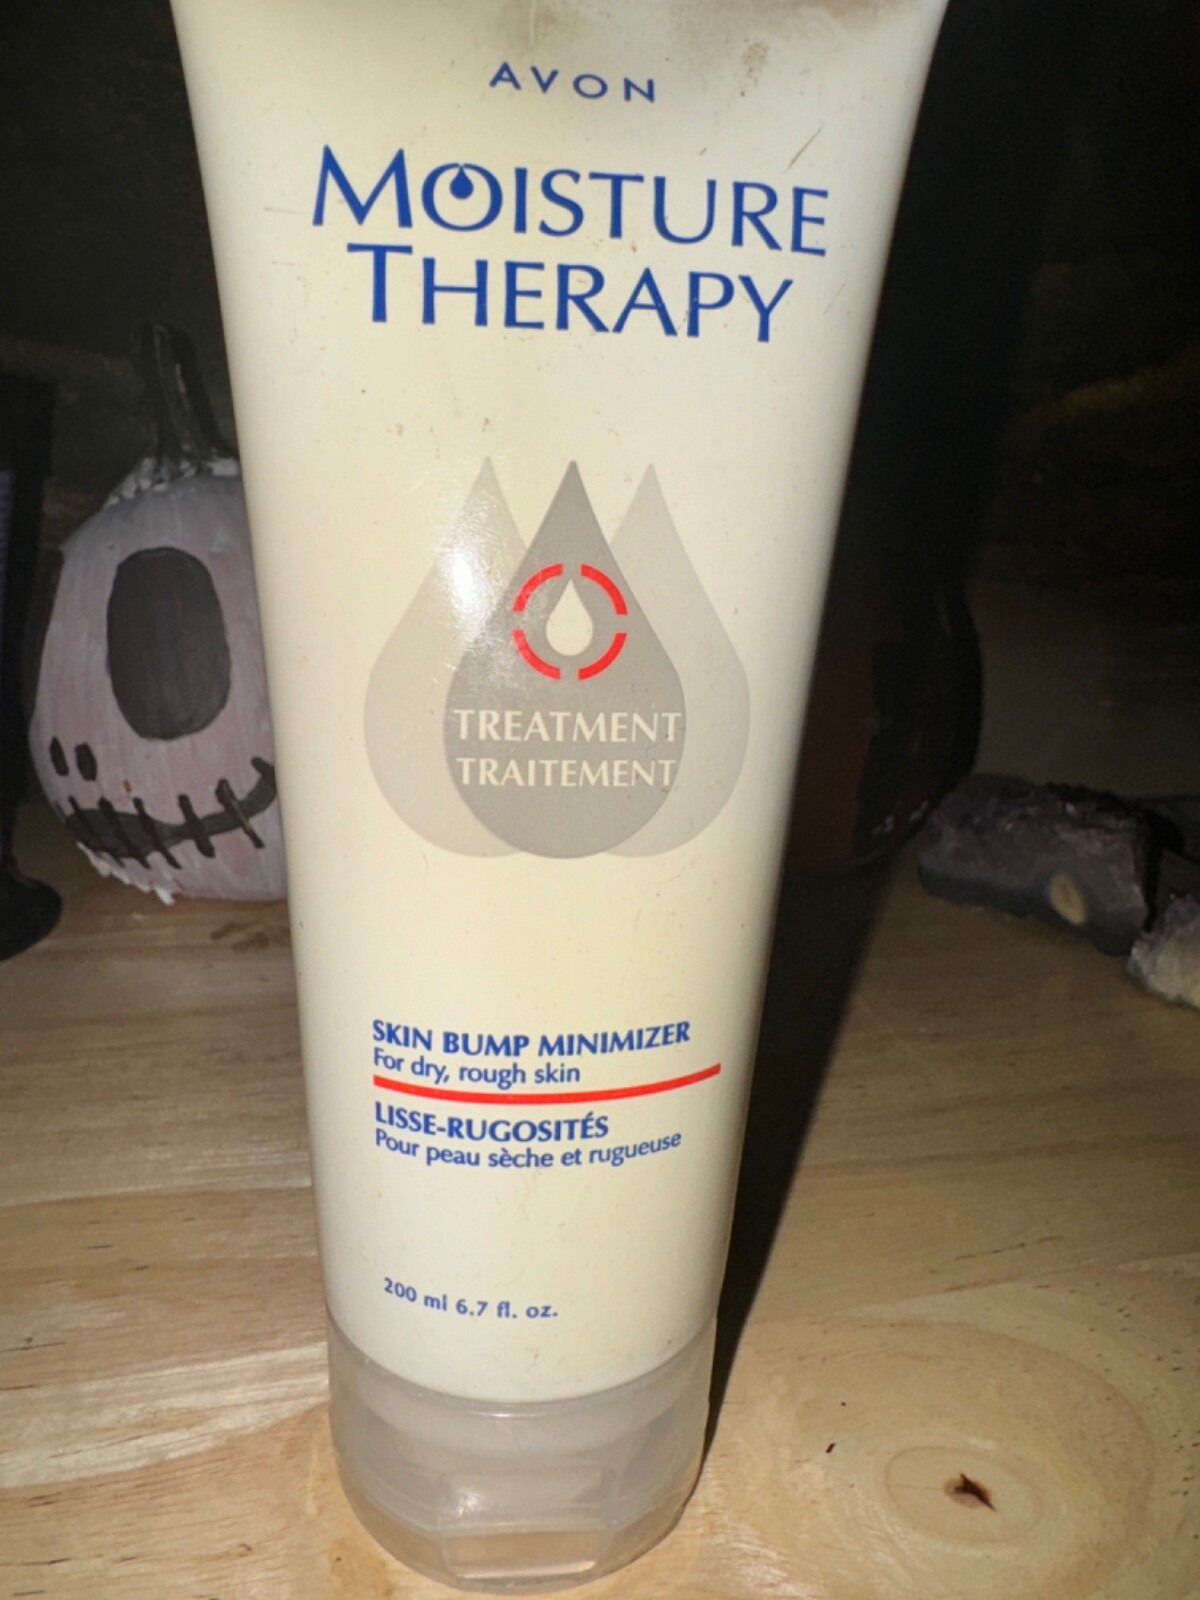 AVON
MOISTURE
THERAPY
TREATMENT
TRAITEMENT
SKIN BUMP MINIMIZER
For dry, rough skin
LISSE-RUGOSITÉS
Pour peau sèche et rugueuse
200 ml 6.7 fl. oz.